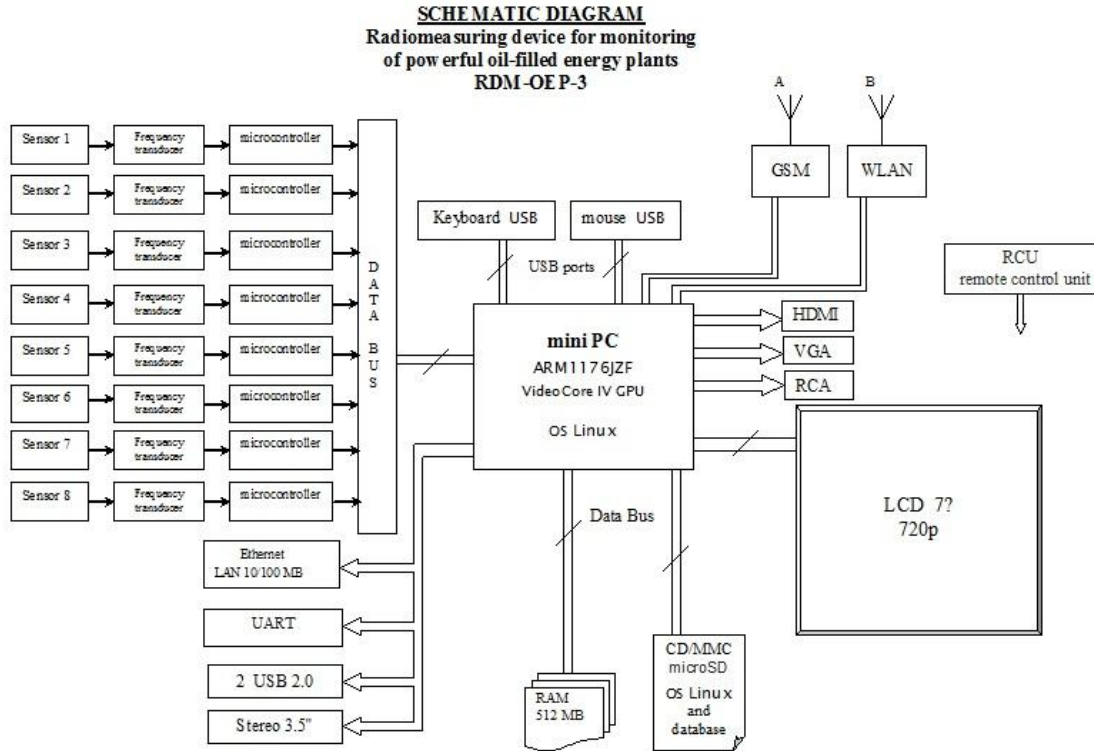 SCHEMATIC DIAGRAM
Radiomeasuring device for monitoring
of powerful oil-filled energy plants
RDM-OEP-3
A
B
GSM
WLAN
Sensor 1
Frequency
transducer
microcontroller
Sensor 2
Frequency
transducer
microcontroller
Sensor 3
Frequency
transducer
microcontroller
Sensor 4
Frequency
transducer
microcontroller
Sensor 5
Frequency
transducer
microcontroller
Sensor 6
Frequency
transducer
microcontroller
Sensor 7
Frequency
transducer
microcontroller
Sensor 8
Frequency
transducer
microcontroller
DATA BUS
Keyboard USB
mouse USB
USB ports
RCU
remote control unit
HDMI
VGA
RCA
mini PC
ARM1176JZF
VideoCore IV GPU
OS Linux
LCD 7?
720p
Data Bus
Ethernet
LAN 10/100 MB
UART
2 USB 2.0
Stereo 3.5"
RAM
512 MB
CD/MMC
microSD
OS Linux
and
database